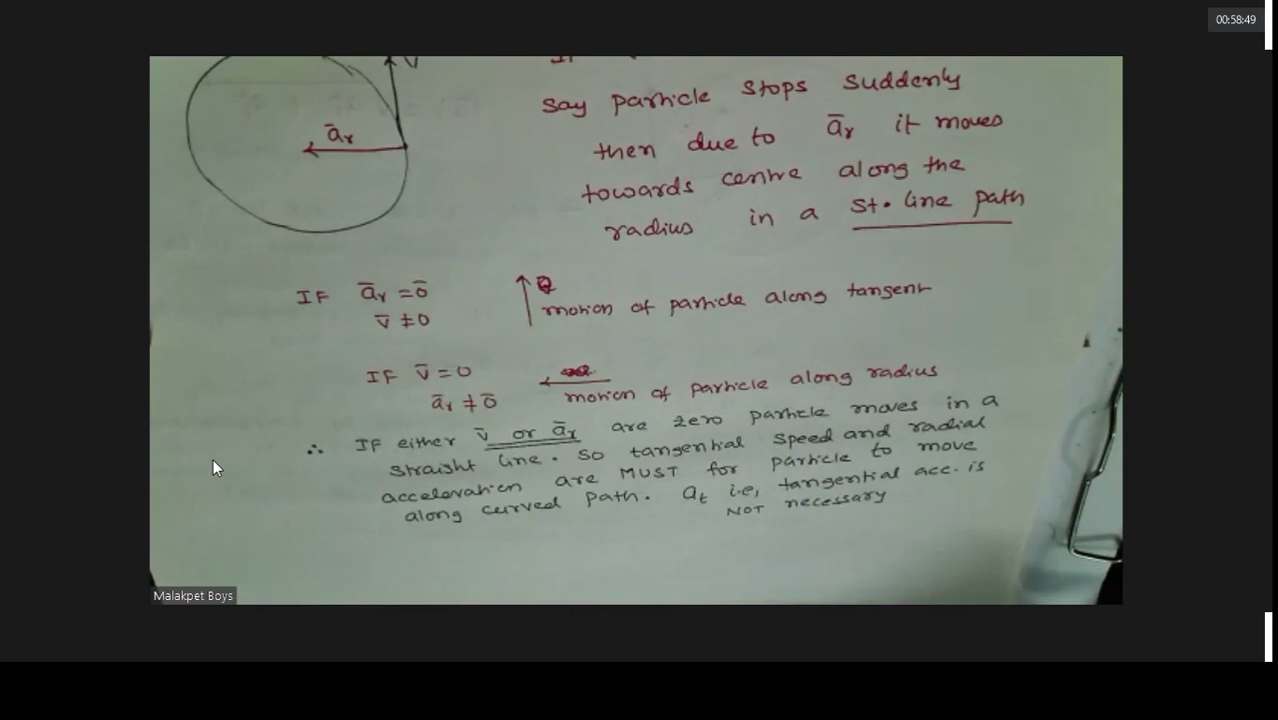 00:58:49
V
ār
say particle stops suddenly
then due to ār it moves
towards centre along the
radius in a st. line path
IF ār = ō
v̄ ≠ 0
motion of particle along tangent
IF v̄ = 0
ār ≠ ō
motion of particle along radius
∴ IF either v̄ or ār are zero particle moves in a
straight line. So tangential speed and radial
acceleration are MUST for particle to move
along curved path. at i.e, tangential acc. is
NOT necessary
Malakpet Boys